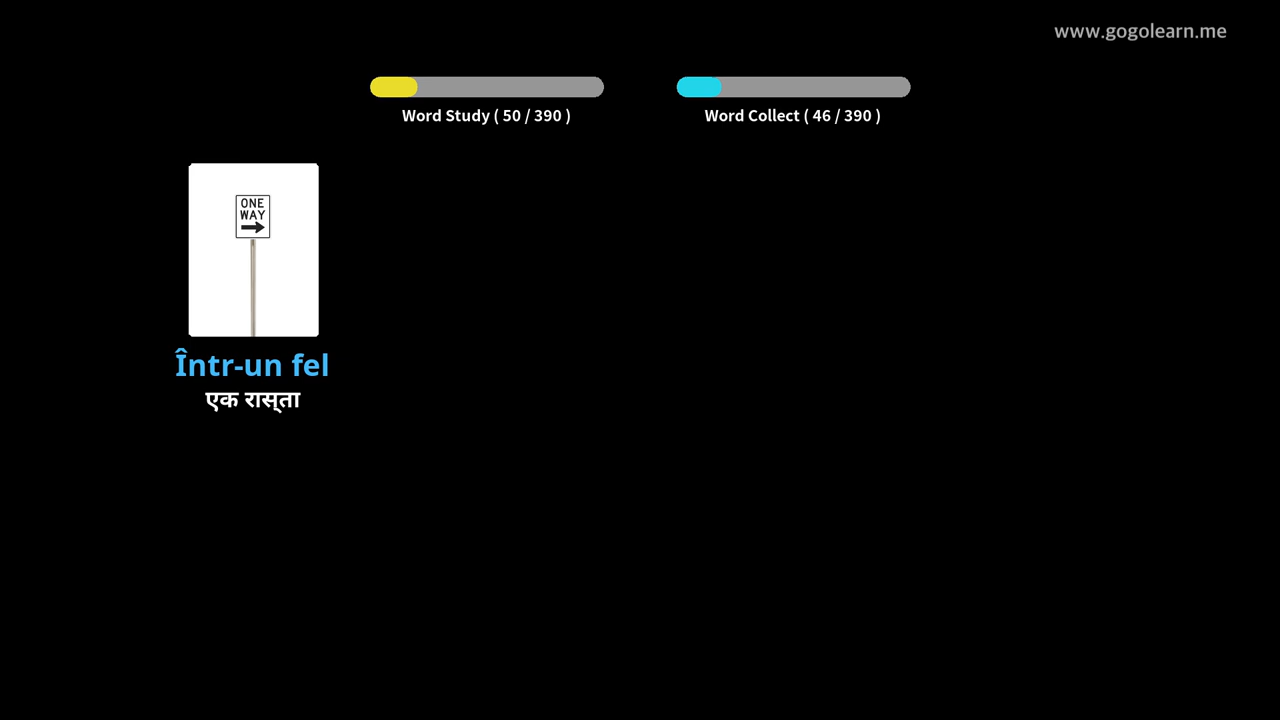 www.gogolearn.me
Word Study ( 50 / 390 )
Word Collect ( 46 / 390 )
ONE
WAY
Într-un fel
एक रास्ता